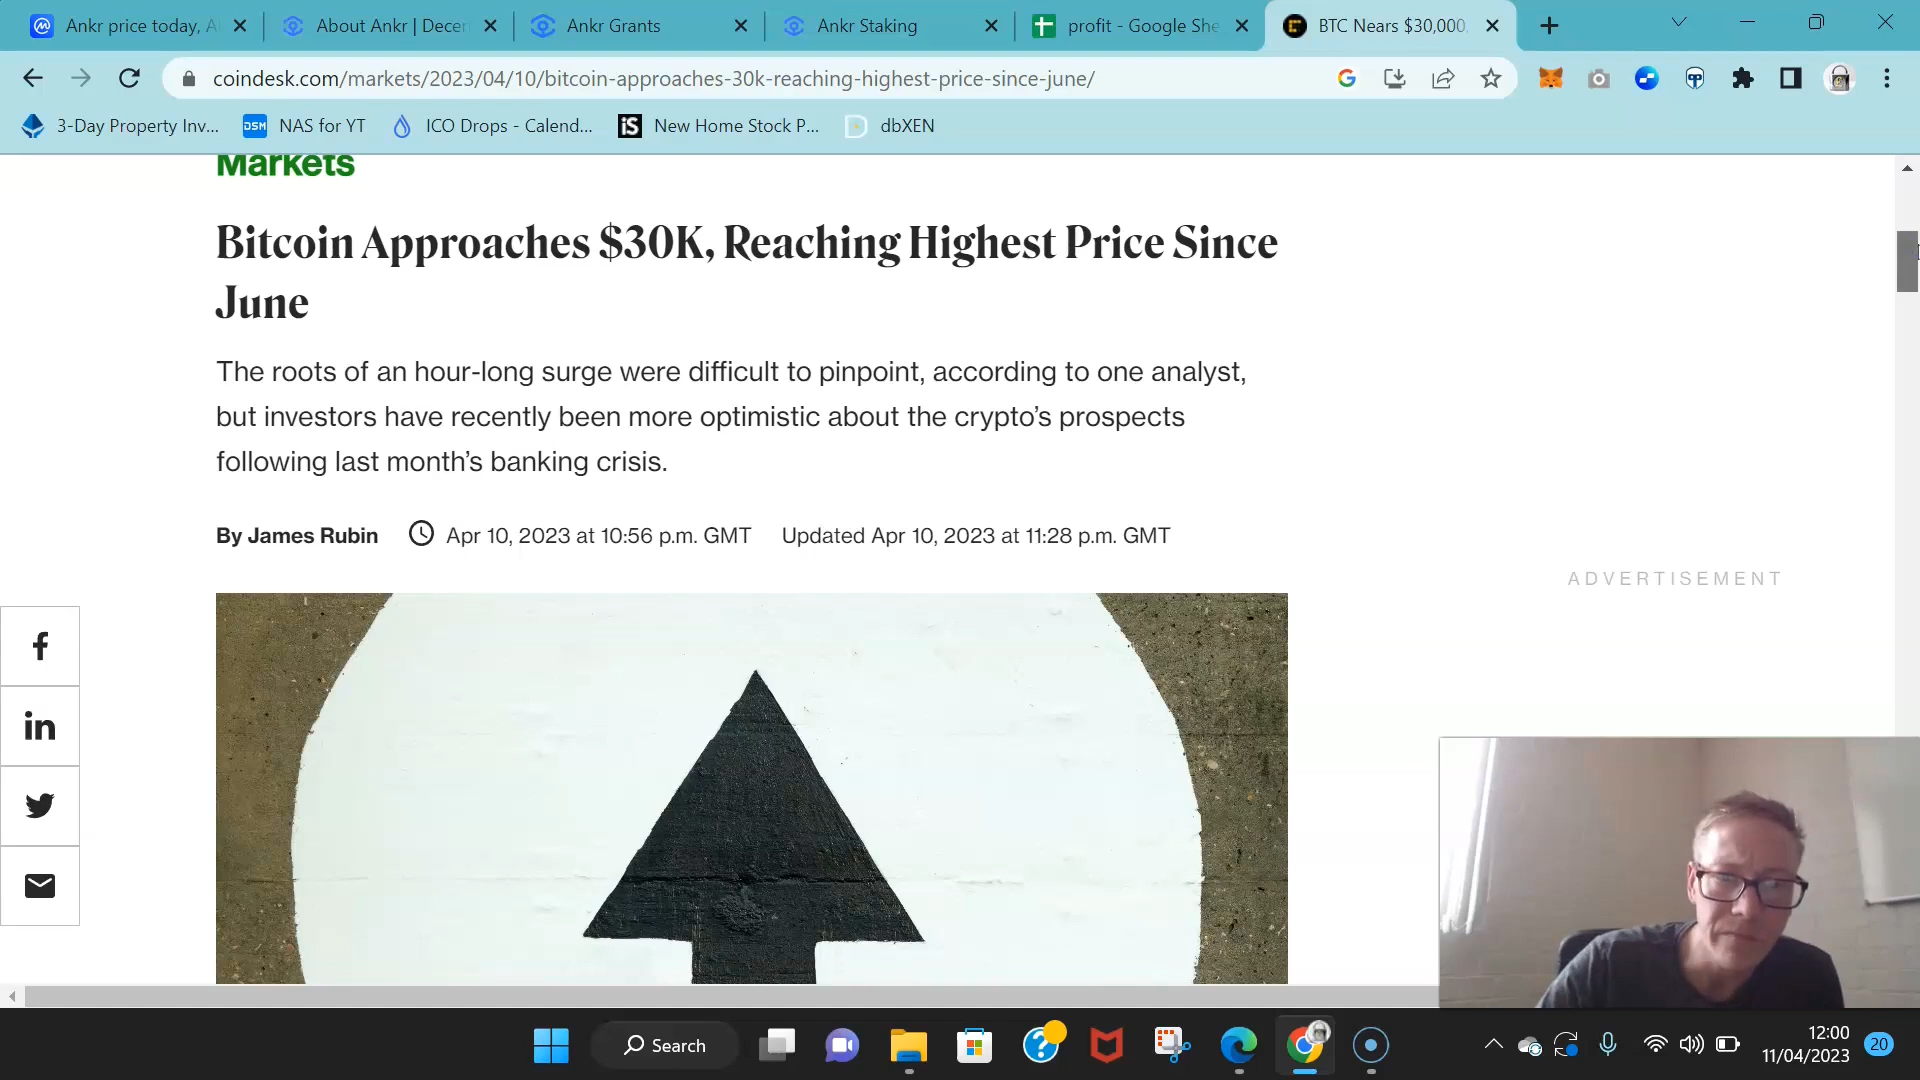 Ankr price today, A
About Ankr | Decen
Ankr Grants
Ankr Staking
profit - Google She
BTC Nears $30,000,
coindesk.com/markets/2023/04/10/bitcoin-approaches-30k-reaching-highest-price-since-june/
3-Day Property Inv...
DSM
NAS for YT
ICO Drops - Calend...
iS
New Home Stock P...
dbXEN
Markets
Bitcoin Approaches $30K, Reaching Highest Price Since
June
The roots of an hour-long surge were difficult to pinpoint, according to one analyst,
but investors have recently been more optimistic about the crypto’s prospects
following last month’s banking crisis.
By James Rubin
Apr 10, 2023 at 10:56 p.m. GMT
Updated Apr 10, 2023 at 11:28 p.m. GMT
ADVERTISEMENT
Search
12:00
11/04/2023
20